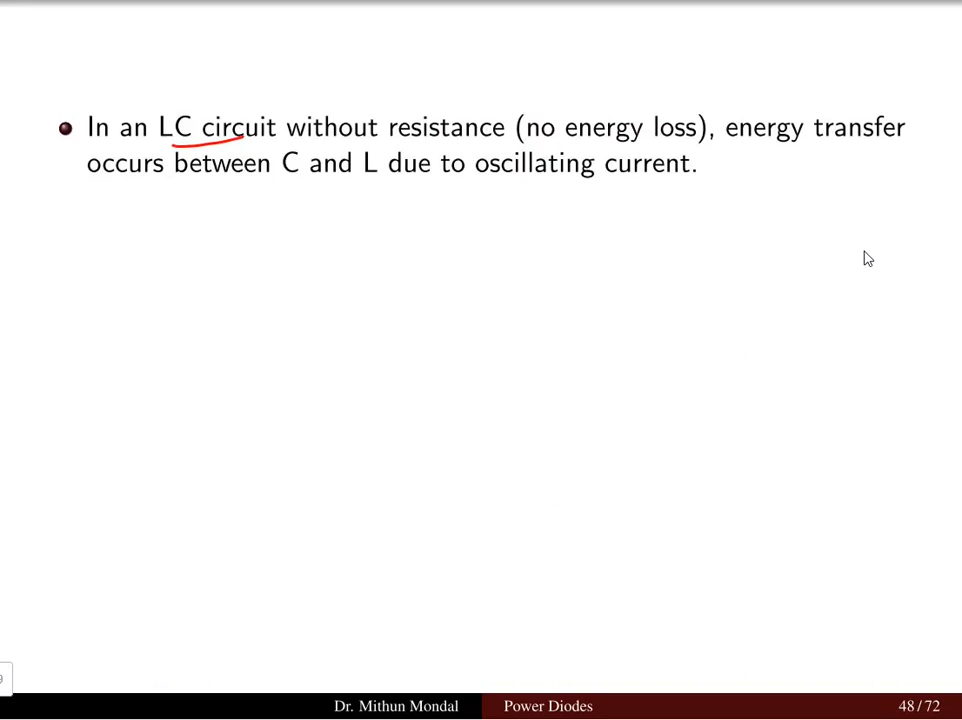 In an LC circuit without resistance (no energy loss), energy transfer
occurs between C and L due to oscillating current.
9
Dr. Mithun Mondal Power Diodes 48 / 72